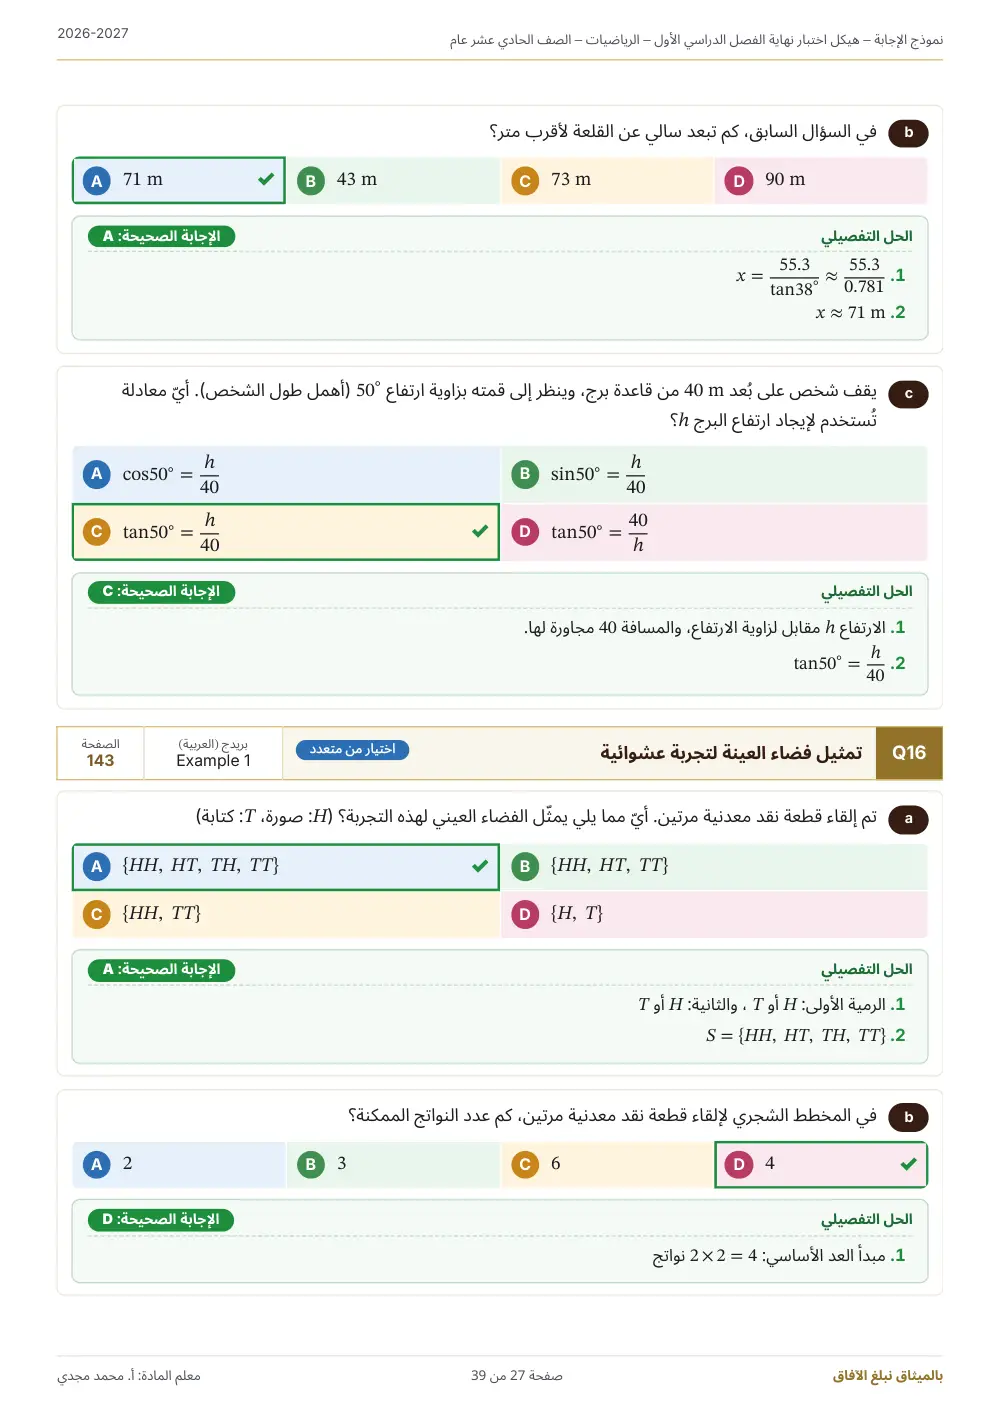 نموذج الإجابة – هيكل اختبار نهاية الفصل الدراسي الأول – الرياضيات – الصف الحادي عشر عام
2026-2027
b في السؤال السابق، كم تبعد سالي عن القلعة لأقرب متر؟
A 71 m ✔ B 43 m C 73 m D 90 m
الحل التفصيلي الإجابة الصحيحة: A
1. x = 55.3/tan38° ≈ 55.3/0.781
2. x ≈ 71 m
c يقف شخص على بُعد 40 m من قاعدة برج، وينظر إلى قمته بزاوية ارتفاع 50° (أهمل طول الشخص). أيّ معادلة
تُستخدم لإيجاد ارتفاع البرج h؟
A cos50° = h/40 B sin50° = h/40
C tan50° = h/40 ✔ D tan50° = 40/h
الحل التفصيلي الإجابة الصحيحة: C
1. الارتفاع h مقابل لزاوية الارتفاع، والمسافة 40 مجاورة لها.
2. tan50° = h/40
Q16 تمثيل فضاء العينة لتجربة عشوائية اختيار من متعدد
بريدج (العربية)
Example 1
الصفحة
143
a تم إلقاء قطعة نقد معدنية مرتين. أيّ مما يلي يمثّل الفضاء العيني لهذه التجربة؟ (H: صورة، T: كتابة)
A {HH, HT, TH, TT} ✔ B {HH, HT, TT}
C {HH, TT} D {H, T}
الحل التفصيلي الإجابة الصحيحة: A
1. الرمية الأولى: H أو T ، والثانية: H أو T
2. S = {HH, HT, TH, TT}
b في المخطط الشجري لإلقاء قطعة نقد معدنية مرتين، كم عدد النواتج الممكنة؟
A 2 B 3 C 6 D 4 ✔
الحل التفصيلي الإجابة الصحيحة: D
1. مبدأ العد الأساسي: 2 × 2 = 4 نواتج
بالميثاق نبلغ الآفاق
صفحة 27 من 39
معلم المادة: أ. محمد مجدي